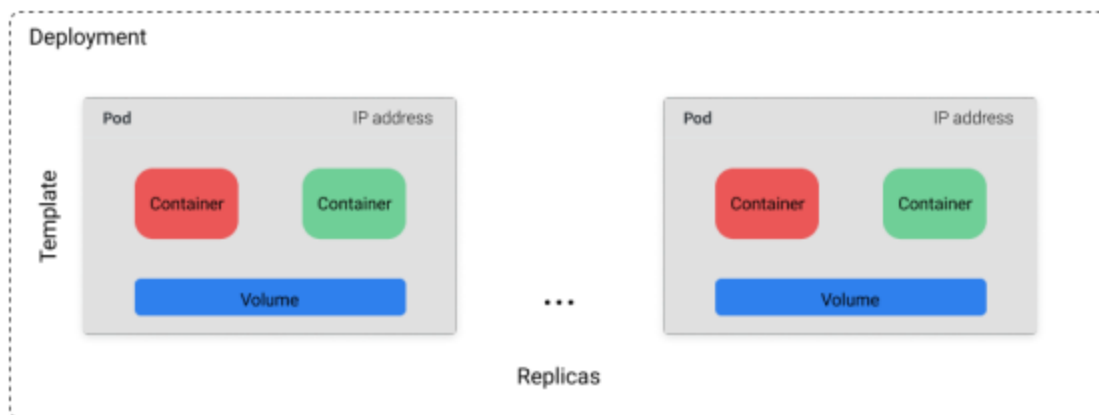 Deployment
Pod IP address Pod IP address
Template
Container Container Container Container
Volume ... Volume
Replicas